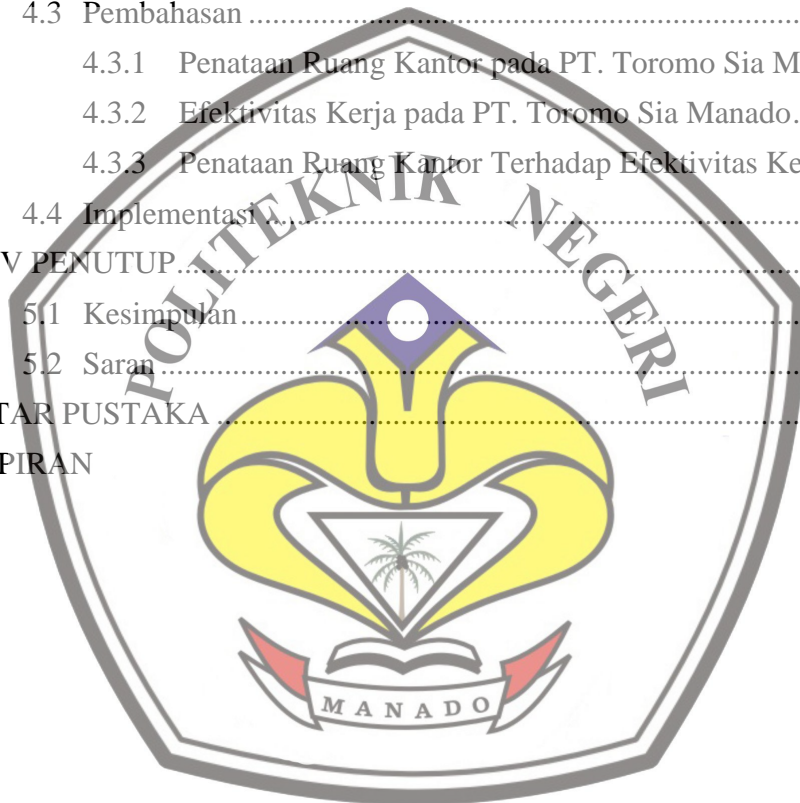 4.3 Pembahasan ........................................................
4.3.1 Penataan Ruang Kantor pada PT. Toromo Sia M
4.3.2 Efektivitas Kerja pada PT. Toromo Sia Manado.
4.3.3 Penataan Ruang Kantor Terhadap Efektivitas Ke
4.4 Implementasi ........................................................
V PENUTUP........................................................
5.1 Kesimpulan........................................................
5.2 Saran ........................................................
TAR PUSTAKA ........................................................
PIRAN
POLITEKNIK NEGERI
MANADO